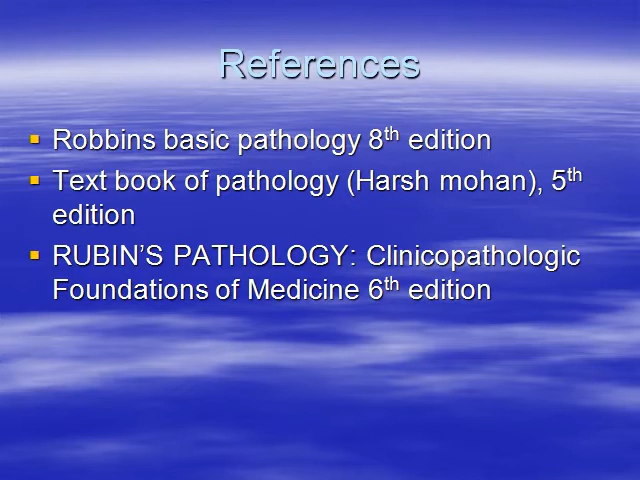 References
Robbins basic pathology 8th edition
Text book of pathology (Harsh mohan), 5th
edition
RUBIN'S PATHOLOGY: Clinicopathologic
Foundations of Medicine 6th edition